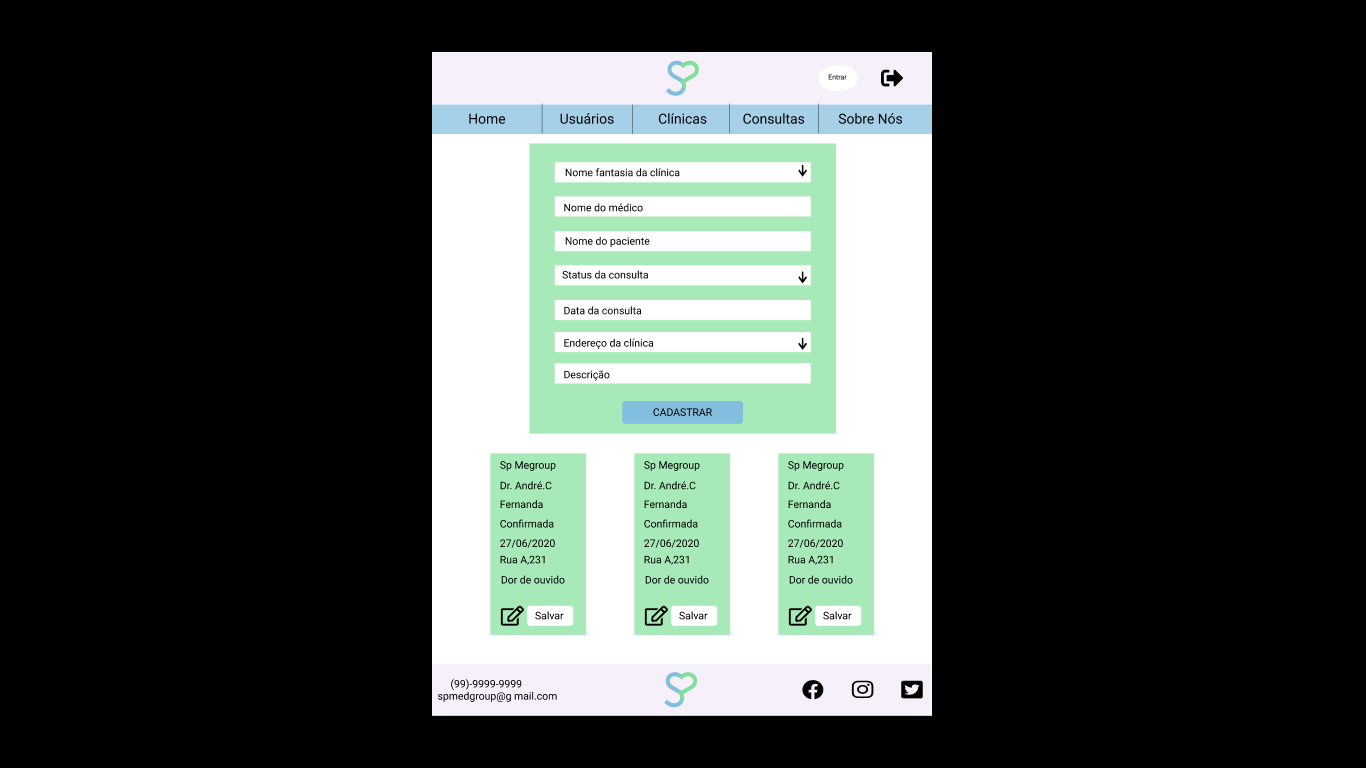 Entrar
Home Usuários Clínicas Consultas Sobre Nós
Nome fantasia da clínica
Nome do médico
Nome do paciente
Status da consulta
Data da consulta
Endereço da clínica
Descrição
CADASTRAR
Sp Megroup
Dr. André.C
Fernanda
Confirmada
27/06/2020
Rua A,231
Dor de ouvido
Salvar
Sp Megroup
Dr. André.C
Fernanda
Confirmada
27/06/2020
Rua A,231
Dor de ouvido
Salvar
Sp Megroup
Dr. André.C
Fernanda
Confirmada
27/06/2020
Rua A,231
Dor de ouvido
Salvar
(99)-9999-9999
spmedgroup@g mail.com